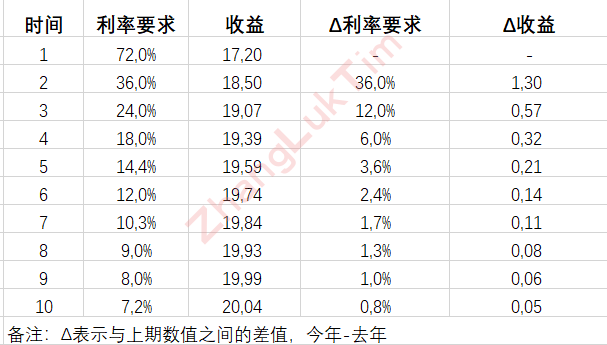 时间 利率要求 收益 Δ利率要求 Δ收益
1 72,0% 17,20 - -
2 36,0% 18,50 36,0% 1,30
3 24,0% 19,07 12,0% 0,57
4 18,0% 19,39 6,0% 0,32
5 14,4% 19,59 3,6% 0,21
6 12,0% 19,74 2,4% 0,14
7 10,3% 19,84 1,7% 0,11
8 9,0% 19,93 1,3% 0,08
9 8,0% 19,99 1,0% 0,06
10 7,2% 20,04 0,8% 0,05
备注：Δ表示与上期数值之间的差值，今年-去年
ZhangLukTim